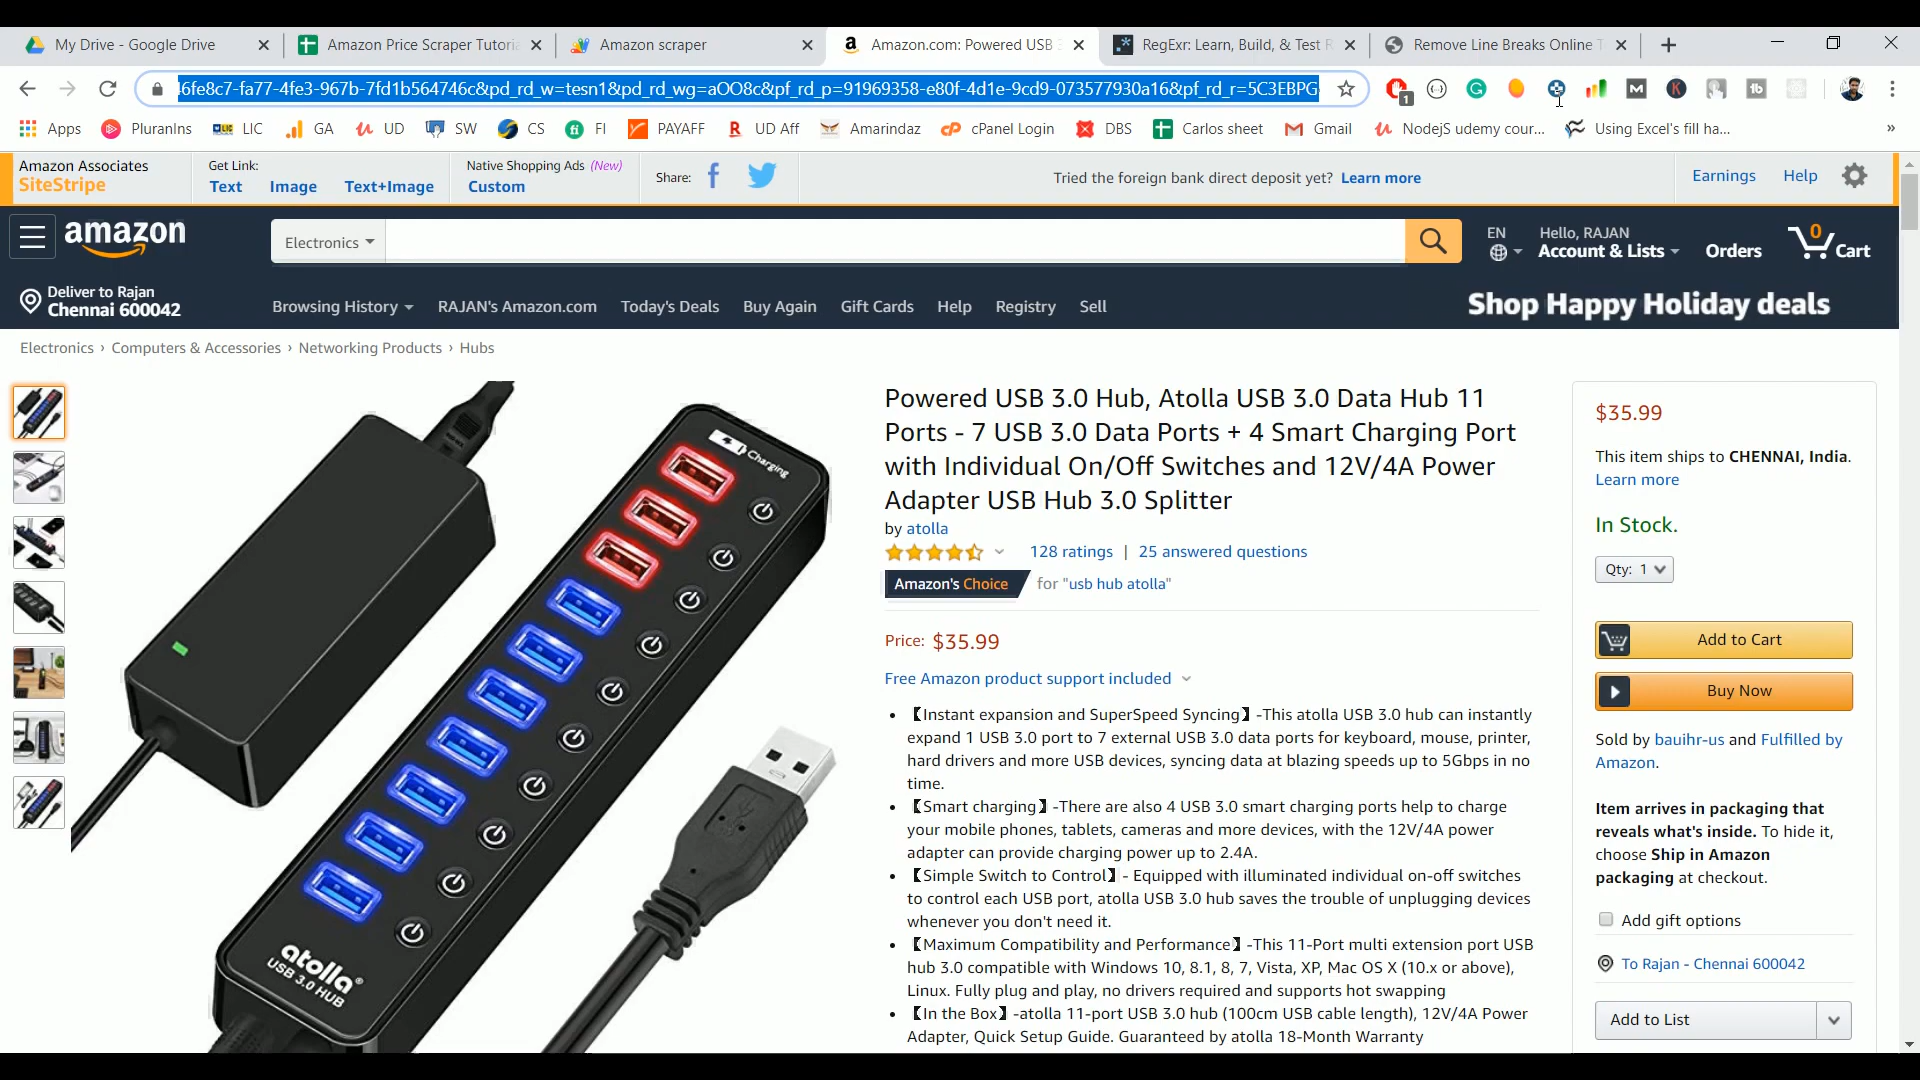 My Drive - Google Drive
Amazon Price Scraper Tutoria
Amazon scraper
Amazon.com: Powered USB
RegExr: Learn, Build, & Test R
Remove Line Breaks Online T
46fe8c7-fa77-4fe3-967b-7fd1b564746c&pd_rd_w=tesn1&pd_rd_wg=aOO8c&pf_rd_p=91969358-e80f-4d1e-9cd9-073577930a16&pf_rd_r=5C3EBPG
1
Apps
PluranIns
LIC
GA
UD
SW
CS
FI
PAYAFF
UD Aff
Amarindaz
cPanel Login
DBS
Carlos sheet
Gmail
NodejS udemy cour...
Using Excel's fill ha...
»
Amazon Associates
SiteStripe
Get Link:
Text Image Text+Image
Native Shopping Ads (New)
Custom
Share:
Tried the foreign bank direct deposit yet? Learn more
Earnings
Help
amazon
Electronics
EN
Hello, RAJAN
Account & Lists
Orders
0
Cart
Deliver to Rajan
Chennai 600042
Browsing History
RAJAN's Amazon.com
Today's Deals
Buy Again
Gift Cards
Help
Registry
Sell
Shop Happy Holiday deals
Electronics › Computers & Accessories › Networking Products › Hubs
Charging
atolla®
USB 3.0 HUB
Powered USB 3.0 Hub, Atolla USB 3.0 Data Hub 11
Ports - 7 USB 3.0 Data Ports + 4 Smart Charging Port
with Individual On/Off Switches and 12V/4A Power
Adapter USB Hub 3.0 Splitter
by atolla
128 ratings | 25 answered questions
Amazon's Choice for "usb hub atolla"
Price: $35.99
Free Amazon product support included
• 【Instant expansion and SuperSpeed Syncing】-This atolla USB 3.0 hub can instantly
expand 1 USB 3.0 port to 7 external USB 3.0 data ports for keyboard, mouse, printer,
hard drivers and more USB devices, syncing data at blazing speeds up to 5Gbps in no
time.
• 【Smart charging】-There are also 4 USB 3.0 smart charging ports help to charge
your mobile phones, tablets, cameras and more devices, with the 12V/4A power
adapter can provide charging power up to 2.4A.
• 【Simple Switch to Control】- Equipped with illuminated individual on-off switches
to control each USB port, atolla USB 3.0 hub saves the trouble of unplugging devices
whenever you don't need it.
• 【Maximum Compatibility and Performance】-This 11-Port multi extension port USB
hub 3.0 compatible with Windows 10, 8.1, 8, 7, Vista, XP, Mac OS X (10.x or above),
Linux. Fully plug and play, no drivers required and supports hot swapping
• 【In the Box】-atolla 11-port USB 3.0 hub (100cm USB cable length), 12V/4A Power
Adapter, Quick Setup Guide. Guaranteed by atolla 18-Month Warranty
$35.99
This item ships to CHENNAI, India.
Learn more
In Stock.
Qty: 1
Add to Cart
Buy Now
Sold by bauihr-us and Fulfilled by
Amazon.
Item arrives in packaging that
reveals what's inside. To hide it,
choose Ship in Amazon
packaging at checkout.
Add gift options
To Rajan - Chennai 600042
Add to List